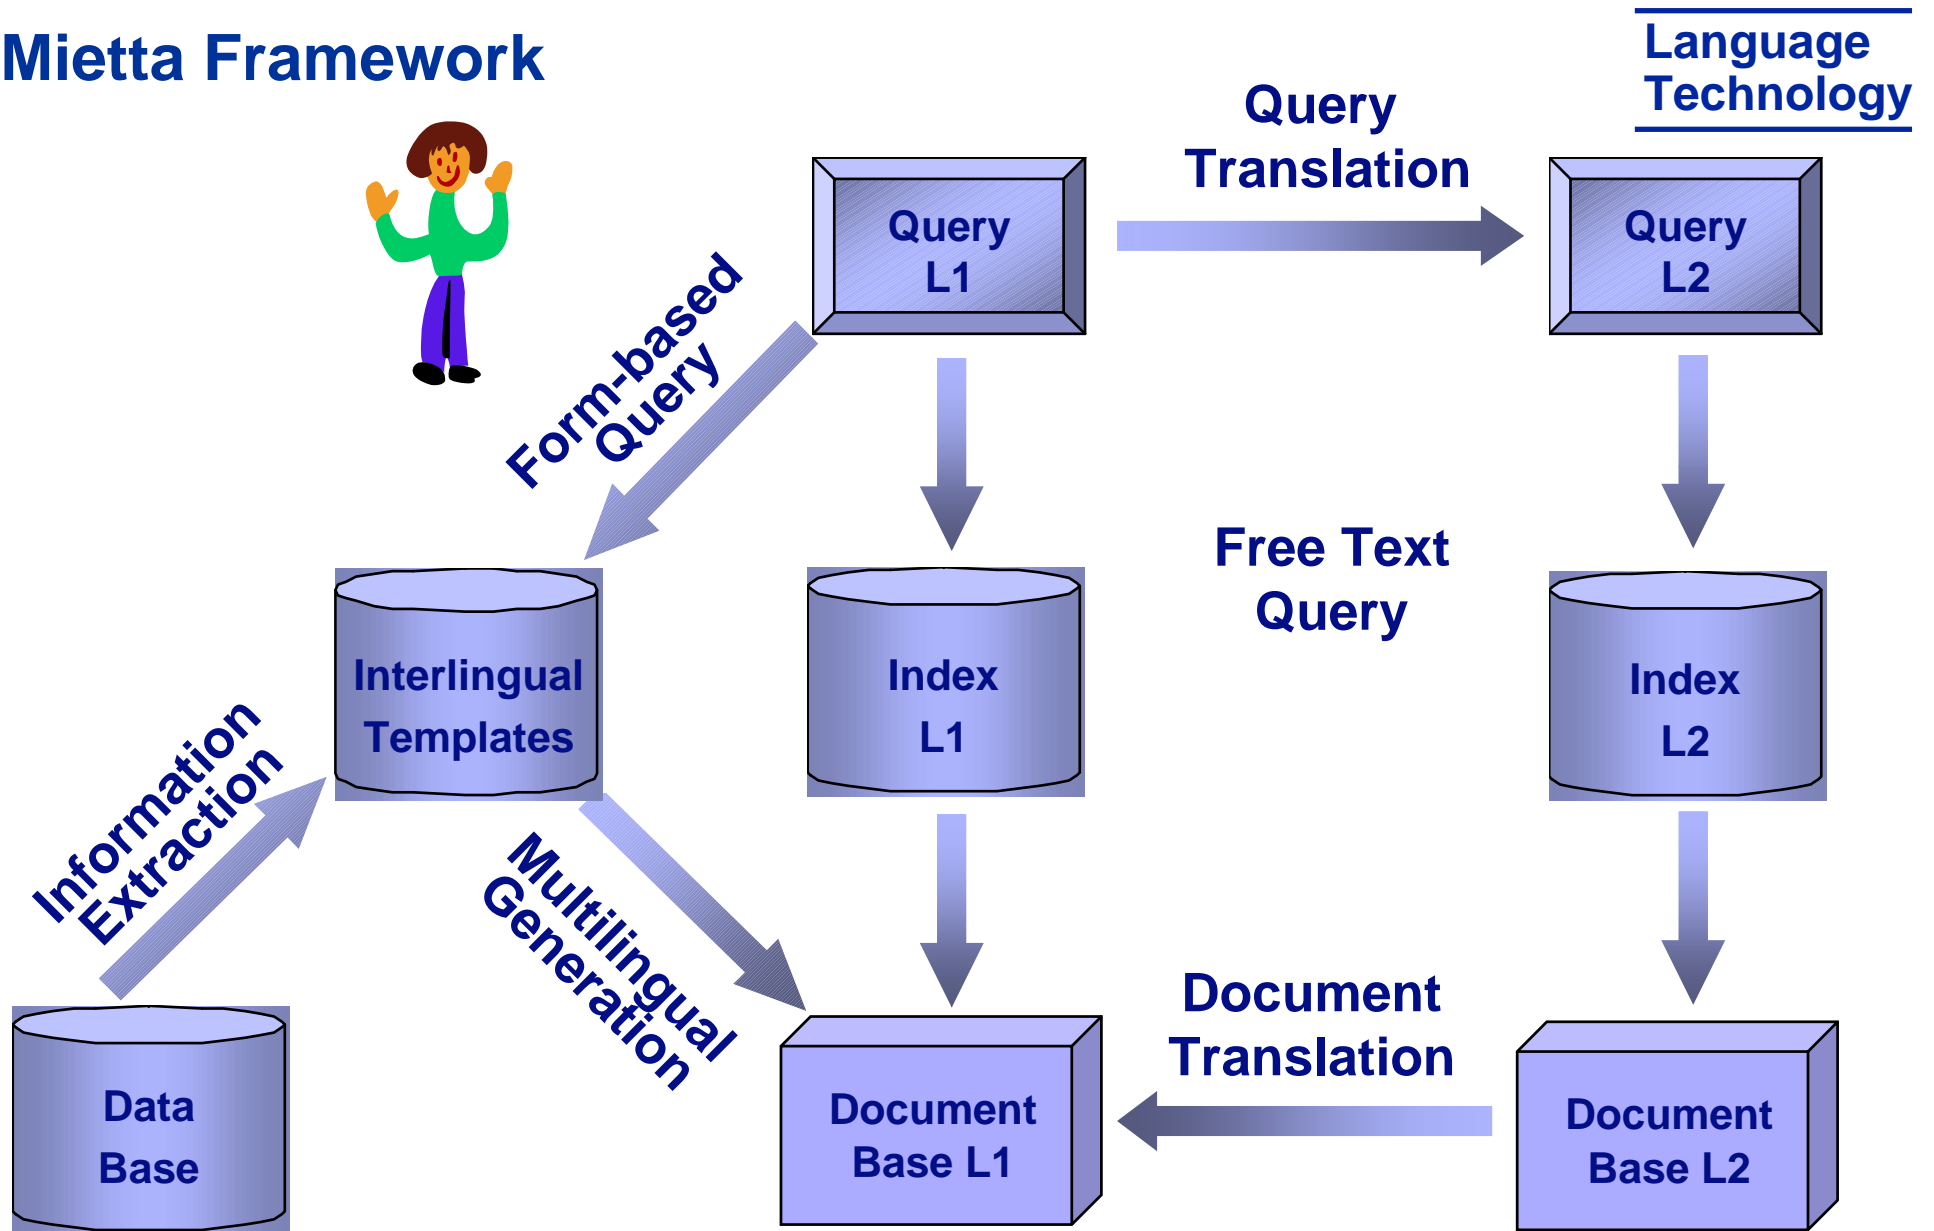 Mietta Framework
Language
Technology
Query
Translation
Query
L1
Query
L2
Form-based
Query
Free Text
Query
Interlingual
Templates
Index
L1
Index
L2
Information
Extraction
Multilingual
Generation
Document
Translation
Data
Base
Document
Base L1
Document
Base L2